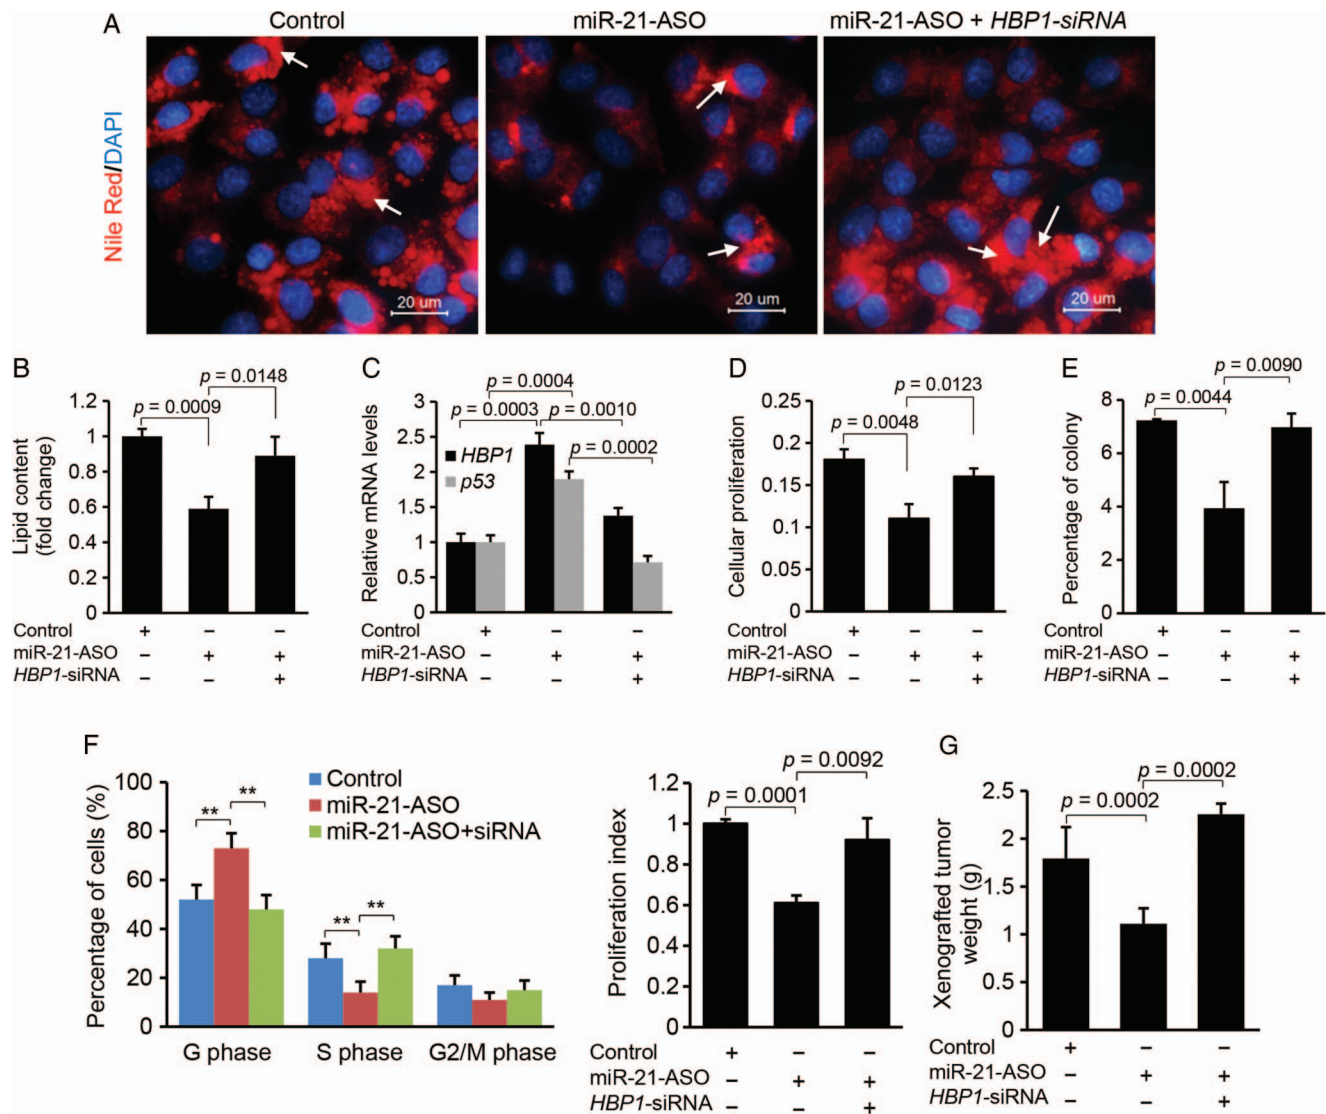 A
Control
miR-21-ASO
miR-21-ASO + HBP1-siRNA
Nile Red/DAPI
20 um
20 um
20 um
B
p = 0.0148
p = 0.0009
Lipid content
(fold change)
1.2
1
0.8
0.6
0.4
0.2
0
Control + – –
miR-21-ASO – + +
HBP1-siRNA – – +
C
p = 0.0004
p = 0.0003
p = 0.0010
p = 0.0002
HBP1
p53
Relative mRNA levels
3
2.5
2
1.5
1
0.5
0
Control + – –
miR-21-ASO – + +
HBP1-siRNA – – +
D
p = 0.0123
p = 0.0048
Cellular proliferation
0.25
0.2
0.15
0.1
0.05
0
Control + – –
miR-21-ASO – + +
HBP1-siRNA – – +
E
p = 0.0090
p = 0.0044
Percentage of colony
8
6
4
2
0
Control + – –
miR-21-ASO – + +
HBP1-siRNA – – +
F
Control
miR-21-ASO
miR-21-ASO+siRNA
Percentage of cells (%)
100
80
60
40
20
0
** **
** **
G phase
S phase
G2/M phase
p = 0.0092
p = 0.0001
Proliferation index
1.2
1
0.8
0.6
0.4
0.2
0
Control + – –
miR-21-ASO – + +
HBP1-siRNA – – +
G
p = 0.0002
p = 0.0002
Xenografted tumor
weight (g)
2.5
2
1.5
1
0.5
0
Control + – –
miR-21-ASO – + +
HBP1-siRNA – – +